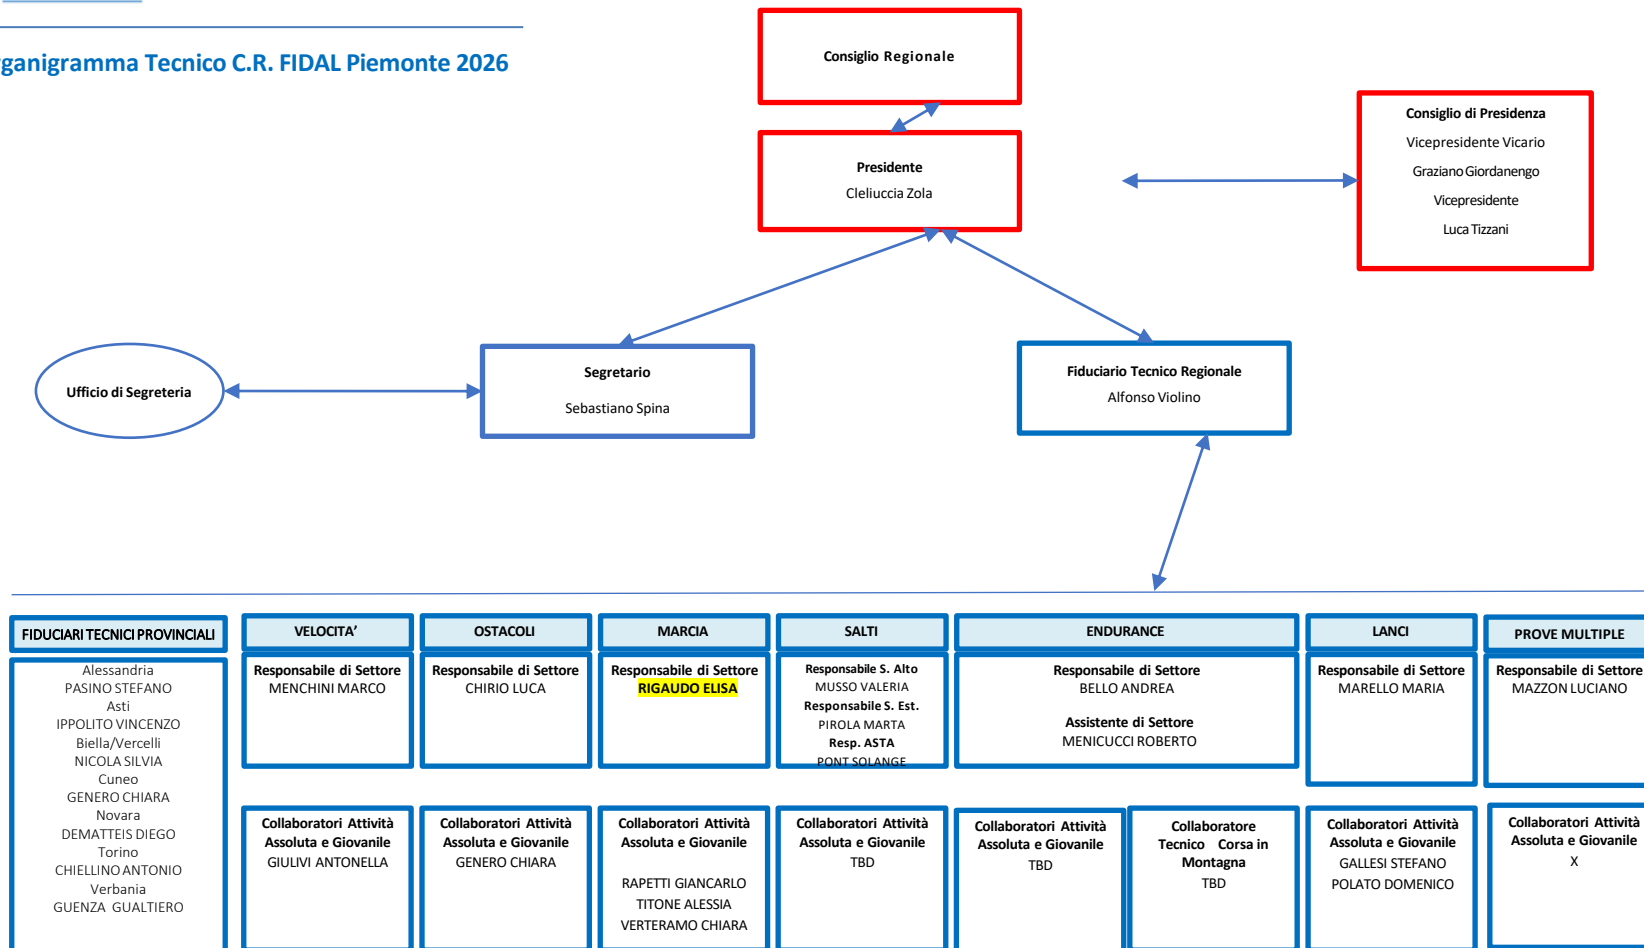 rganigramma Tecnico C.R. FIDAL Piemonte 2026
Consiglio Regionale
Presidente
Cleliuccia Zola
Consiglio di Presidenza
Vicepresidente Vicario
Graziano Giordanengo
Vicepresidente
Luca Tizzani
Ufficio di Segreteria
Segretario
Sebastiano Spina
Fiduciario Tecnico Regionale
Alfonso Violino
FIDUCIARI TECNICI PROVINCIALI
Alessandria
PASINO STEFANO
Asti
IPPOLITO VINCENZO
Biella/Vercelli
NICOLA SILVIA
Cuneo
GENERO CHIARA
Novara
DEMATTEIS DIEGO
Torino
CHIELLINO ANTONIO
Verbania
GUENZA GUALTIERO
VELOCITA’
Responsabile di Settore
MENCHINI MARCO
Collaboratori Attività
Assoluta e Giovanile
GIULIVI ANTONELLA
OSTACOLI
Responsabile di Settore
CHIRIO LUCA
Collaboratori Attività
Assoluta e Giovanile
GENERO CHIARA
MARCIA
Responsabile di Settore
RIGAUDO ELISA
Collaboratori Attività
Assoluta e Giovanile
RAPETTI GIANCARLO
TITONE ALESSIA
VERTERAMO CHIARA
SALTI
Responsabile S. Alto
MUSSO VALERIA
Responsabile S. Est.
PIROLA MARTA
Resp. ASTA
PONT SOLANGE
Collaboratori Attività
Assoluta e Giovanile
TBD
ENDURANCE
Responsabile di Settore
BELLO ANDREA
Assistente di Settore
MENICUCCI ROBERTO
Collaboratori Attività
Assoluta e Giovanile
TBD
Collaboratore
Tecnico Corsa in
Montagna
TBD
LANCI
Responsabile di Settore
MARELLO MARIA
Collaboratori Attività
Assoluta e Giovanile
GALLESI STEFANO
POLATO DOMENICO
PROVE MULTIPLE
Responsabile di Settore
MAZZON LUCIANO
Collaboratori Attività
Assoluta e Giovanile
X